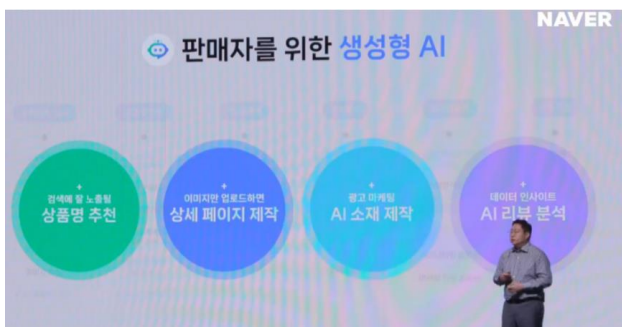 NAVER
판매자를 위한 생성형 AI
검색에 잘 노출될
상품명 추천
이미지만 업로드하면
상세 페이지 제작
광고 마케팅
AI 소재 제작
데이터 인사이트
AI 리뷰 분석